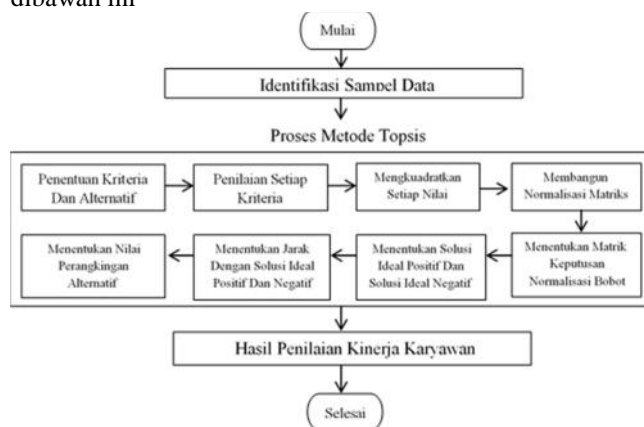 dibawah ini
Mulai
Identifikasi Sampel Data
Proses Metode Topsis
Penentuan Kriteria
Dan Alternatif
Penilaian Setiap
Kriteria
Mengkuadratkan
Setiap Nilai
Membangun
Normalisasi Matriks
Menentukan Matrik
Keputusan
Normalisasi Bobot
Menentukan Solusi
Ideal Positif Dan
Solusi Ideal Negatif
Menentukan Jarak
Dengan Solusi Ideal
Positif Dan Negatif
Menentukan Nilai
Perangkingan
Alternatif
Hasil Penilaian Kinerja Karyawan
Selesai